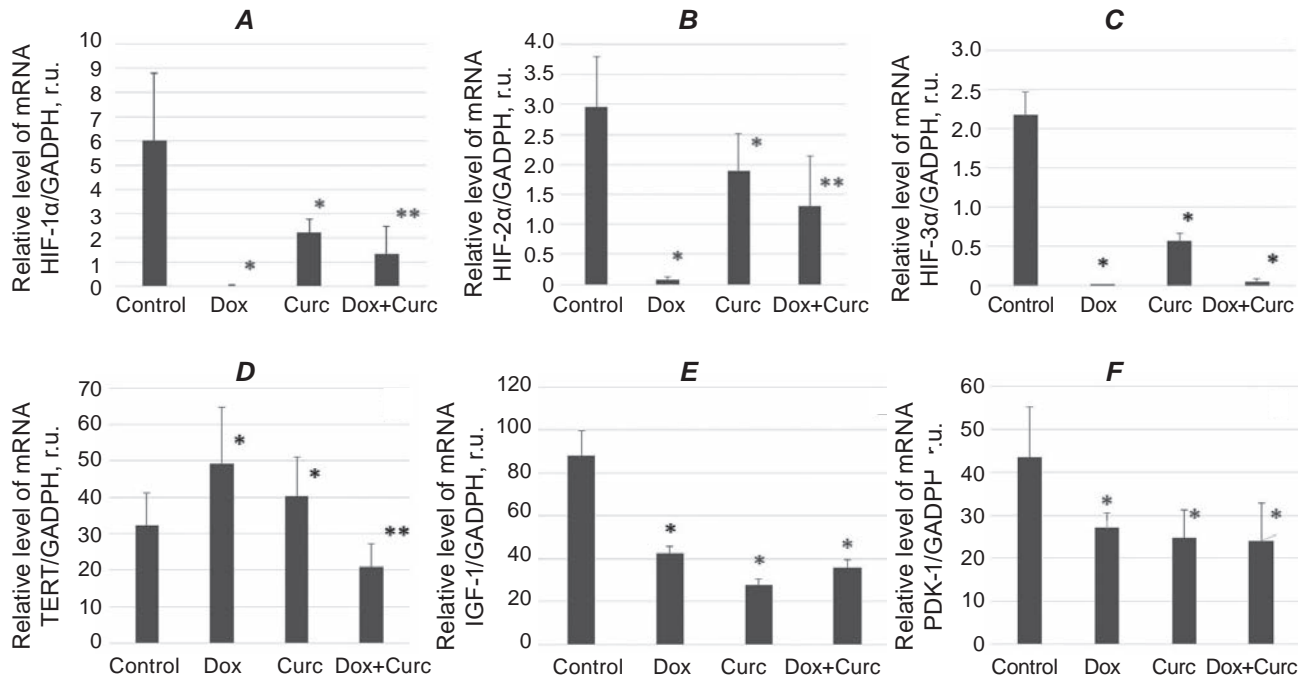 A
Relative level of mRNA
HIF-1α/GADPH, r.u.
10
9
8
7
6
5
4
3
2
1
0
*
*
**
Control Dox Curc Dox+Curc
B
Relative level of mRNA
HIF-2α/GADPH, r.u.
4.0
3.5
3.0
2.5
2.0
1.5
1.0
0.5
0
*
*
**
Control Dox Curc Dox+Curc
C
Relative level of mRNA
HIF-3α/GADPH, r.u.
3.0
2.5
2.0
1.5
1.0
0.5
0
*
*
*
Control Dox Curc Dox+Curc
D
Relative level of mRNA
TERT/GADPH, r.u.
70
60
50
40
30
20
10
0
*
*
**
Control Dox Curc Dox+Curc
E
Relative level of mRNA
IGF-1/GADPH, r.u.
120
100
80
60
40
20
0
*
*
*
Control Dox Curc Dox+Curc
F
Relative level of mRNA
PDK-1/GADPH r.u.
60
50
40
30
20
10
0
*
*
*
Control Dox Curc Dox+Curc